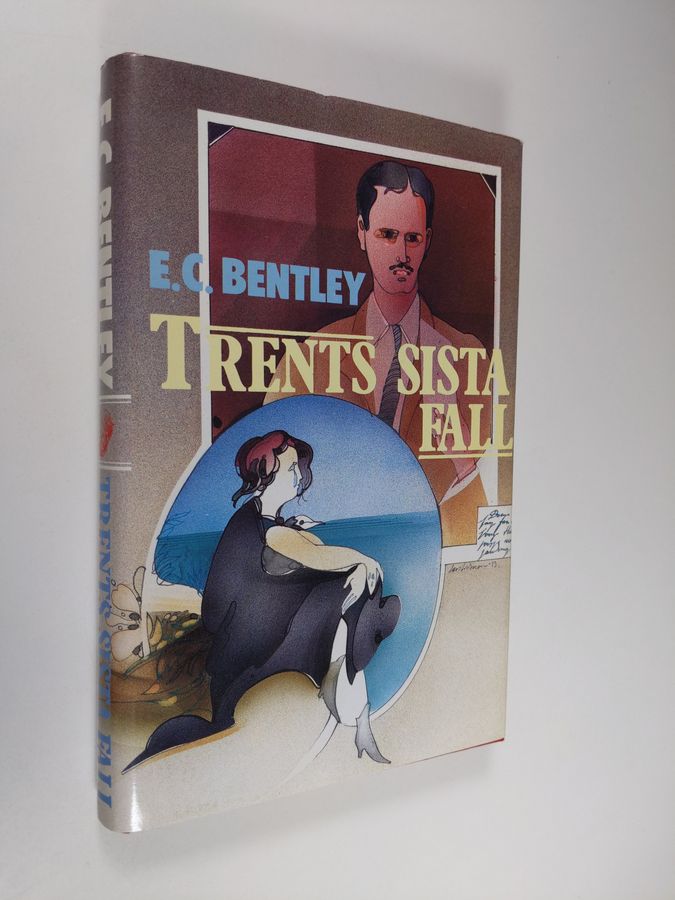 E.C. BENTLEY
TRENTS SISTA
FALL
E.C. BENTLEY
TRENTS SISTA FALL